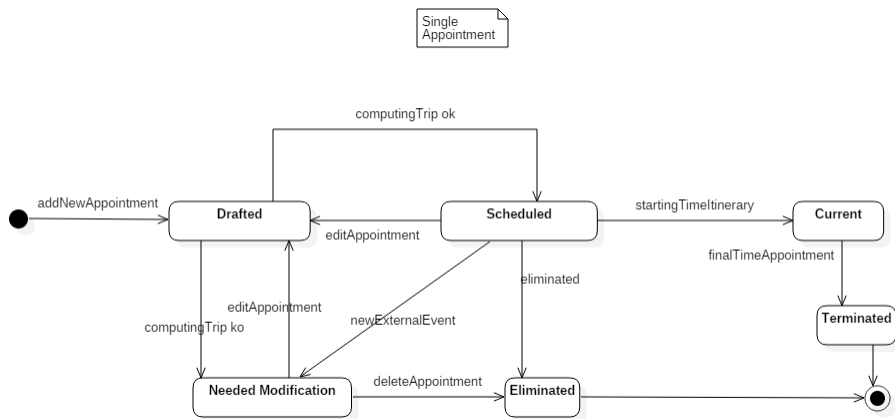 Single
Appointment
computingTrip ok
addNewAppointment
Drafted
Scheduled
startingTimeItinerary
Current
editAppointment
finalTimeAppointment
eliminated
editAppointment
newExternalEvent
computingTrip ko
Terminated
Needed Modification
deleteAppointment
Eliminated